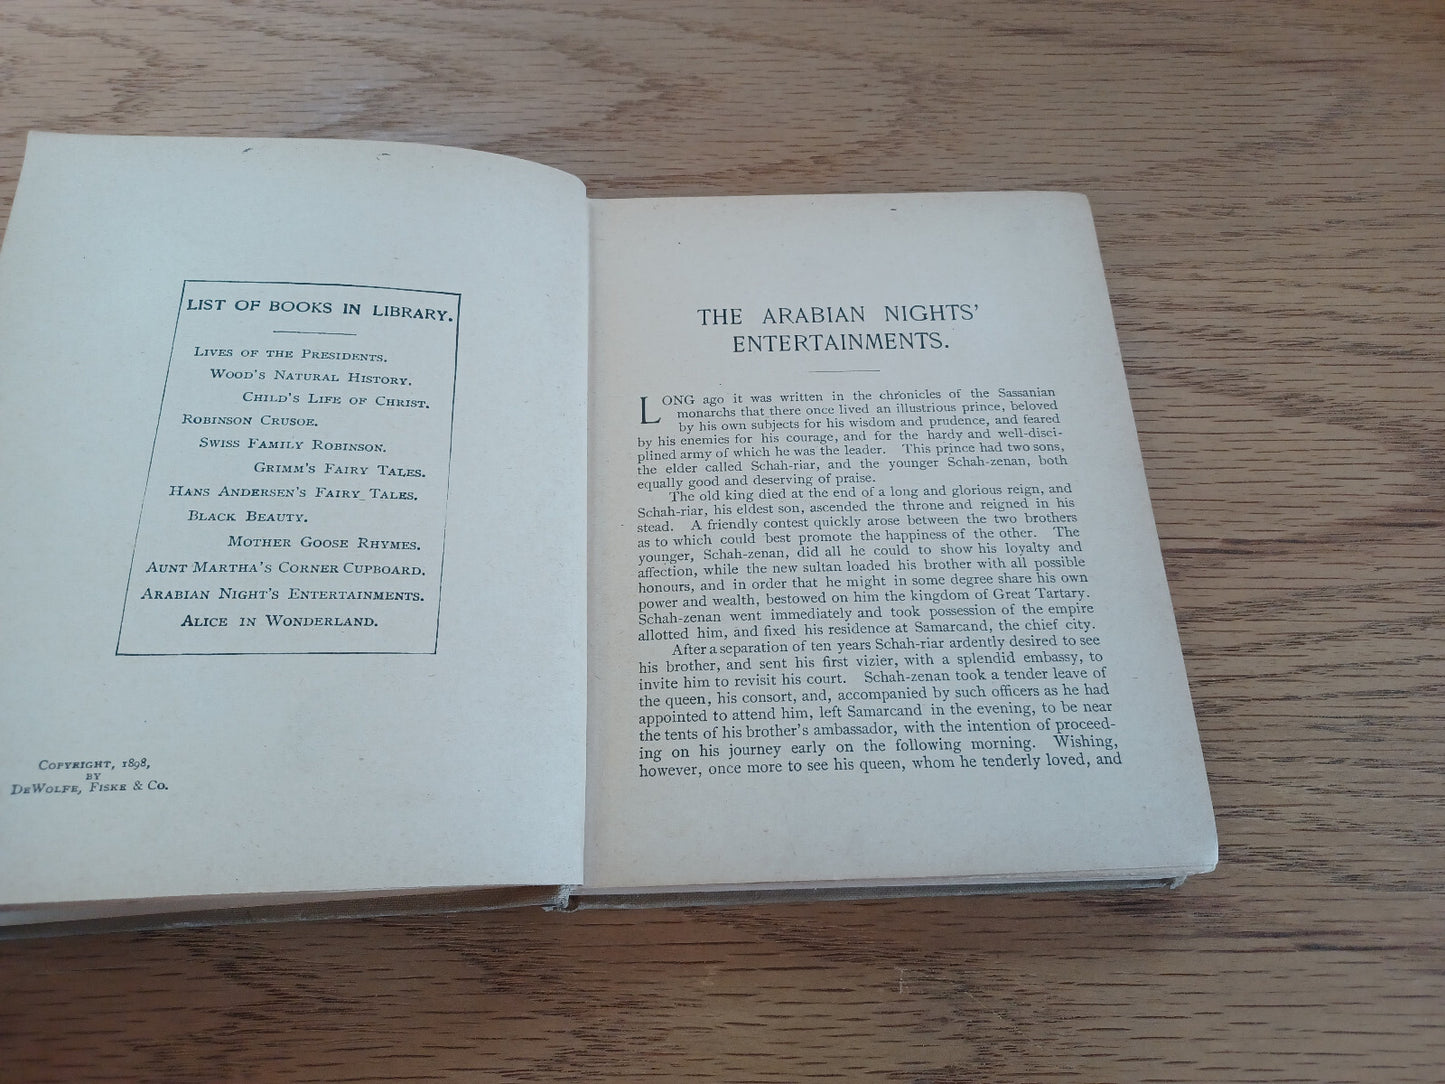 LIST OF BOOKS IN LIBRARY.
LIVES OF THE PRESIDENTS.
WOOD'S NATURAL HISTORY.
CHILD'S LIFE OF CHRIST.
ROBINSON CRUSOE.
SWISS FAMILY ROBINSON.
GRIMM'S FAIRY TALES.
HANS ANDERSEN'S FAIRY TALES.
BLACK BEAUTY.
MOTHER GOOSE RHYMES.
AUNT MARTHA'S CORNER CUPBOARD.
ARABIAN NIGHT'S ENTERTAINMENTS.
ALICE IN WONDERLAND.
COPYRIGHT, 1898,
BY
DEWOLFE, FISKE & CO.
THE ARABIAN NIGHTS'
ENTERTAINMENTS.
LONG ago it was written in the chronicles of the Sassanian
monarchs that there once lived an illustrious prince, beloved
by his own subjects for his wisdom and prudence, and feared
by his enemies for his courage, and for the hardy and well-disci-
plined army of which he was the leader. This prince had two sons,
the elder called Schah-riar, and the younger Schah-zenan, both
equally good and deserving of praise.
The old king died at the end of a long and glorious reign, and
Schah-riar, his eldest son, ascended the throne and reigned in his
stead. A friendly contest quickly arose between the two brothers
as to which could best promote the happiness of the other. The
younger, Schah-zenan, did all he could to show his loyalty and
affection, while the new sultan loaded his brother with all possible
honours, and in order that he might in some degree share his own
power and wealth, bestowed on him the kingdom of Great Tartary.
Schah-zenan went immediately and took possession of the empire
allotted him, and fixed his residence at Samarcand, the chief city.
After a separation of ten years Schah-riar ardently desired to see
his brother, and sent his first vizier, with a splendid embassy, to
invite him to revisit his court. Schah-zenan took a tender leave of
the queen, his consort, and, accompanied by such officers as he had
appointed to attend him, left Samarcand in the evening, to be near
the tents of his brother's ambassador, with the intention of proceed-
ing on his journey early on the following morning. Wishing,
however, once more to see his queen, whom he tenderly loved, and